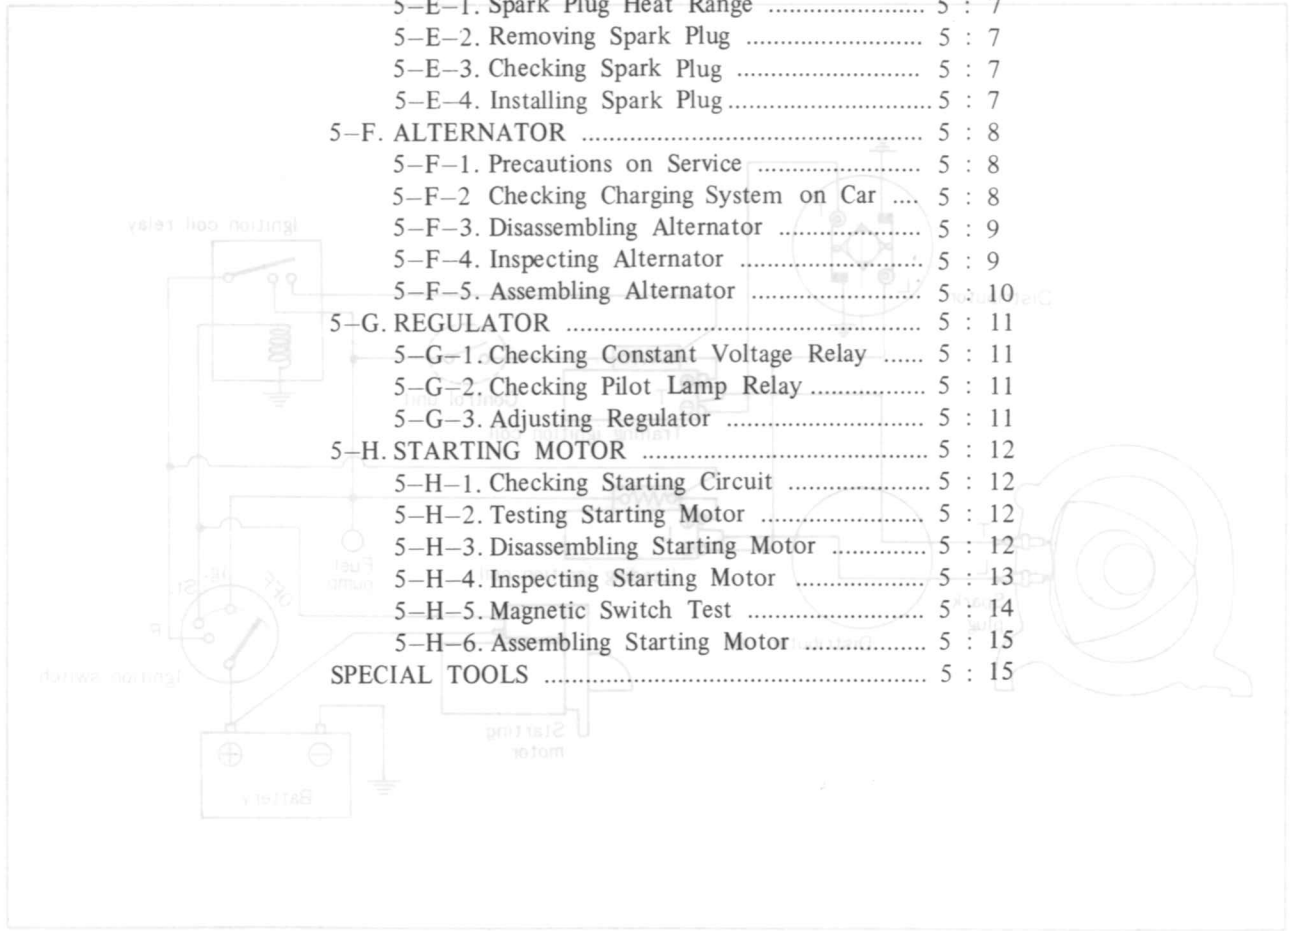 5–E–1. Spark Plug Heat Range ........................ 5 : 7
5–E–2. Removing Spark Plug ........................... 5 : 7
5–E–3. Checking Spark Plug ............................ 5 : 7
5–E–4. Installing Spark Plug ............................... 5 : 7
5–F. ALTERNATOR .................................................... 5 : 8
5–F–1. Precautions on Service ......................... 5 : 8
5–F–2 Checking Charging System on Car .... 5 : 8
5–F–3. Disassembling Alternator ...................... 5 : 9
5–F–4. Inspecting Alternator ............................ 5 : 9
5–F–5. Assembling Alternator .......................... 5 : 10
5–G. REGULATOR ...................................................... 5 : 11
5–G–1. Checking Constant Voltage Relay ...... 5 : 11
5–G–2. Checking Pilot Lamp Relay .................. 5 : 11
5–G–3. Adjusting Regulator .............................. 5 : 11
5–H. STARTING MOTOR ............................................ 5 : 12
5–H–1. Checking Starting Circuit ..................... 5 : 12
5–H–2. Testing Starting Motor ......................... 5 : 12
5–H–3. Disassembling Starting Motor .............. 5 : 12
5–H–4. Inspecting Starting Motor .................... 5 : 13
5–H–5. Magnetic Switch Test ........................... 5 : 14
5–H–6. Assembling Starting Motor ................... 5 : 15
SPECIAL TOOLS ........................................................... 5 : 15
Ignition coil relay
Control unit
Ignition switch
Starting
motor
Battery